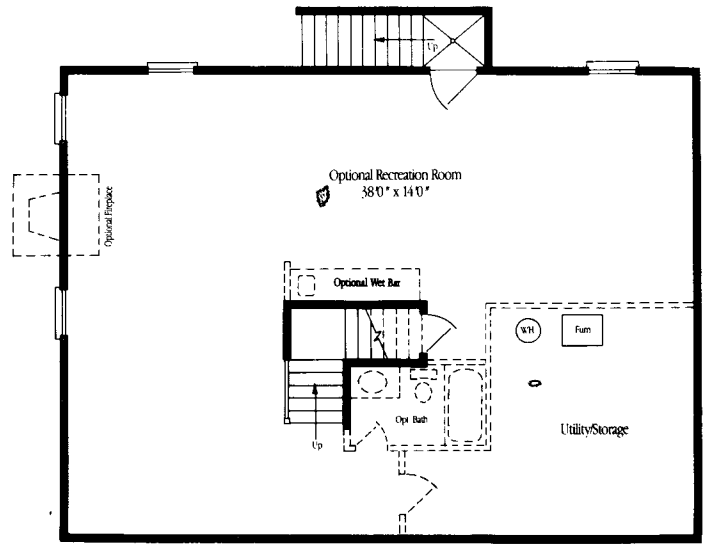 Up
Optional Recreation Room
38'0" x 14'0"
Optional Fireplace
Optional Wet Bar
WH
Furn
Opt Bath
Utility/Storage
Up